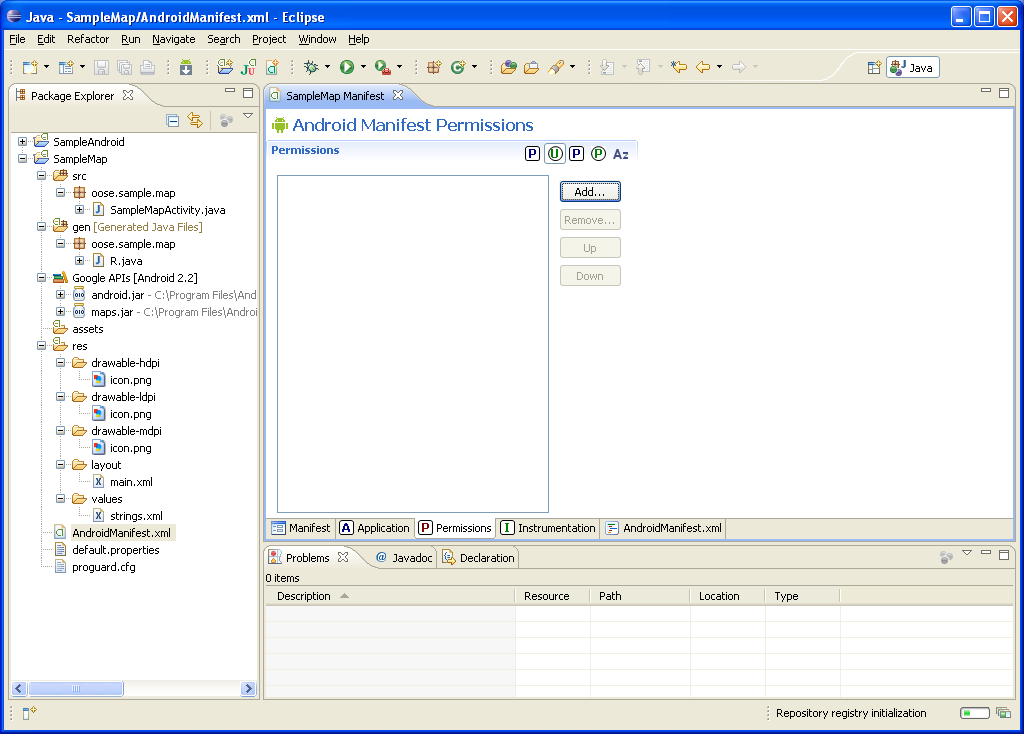 Java - SampleMap/AndroidManifest.xml - Eclipse
File Edit Refactor Run Navigate Search Project Window Help
Java
Package Explorer
SampleAndroid
SampleMap
src
oose.sample.map
SampleMapActivity.java
gen [Generated Java Files]
oose.sample.map
R.java
Google APIs [Android 2.2]
android.jar - C:\Program Files\And
maps.jar - C:\Program Files\Androi
assets
res
drawable-hdpi
icon.png
drawable-ldpi
icon.png
drawable-mdpi
icon.png
layout
main.xml
values
strings.xml
AndroidManifest.xml
default.properties
proguard.cfg
SampleMap Manifest
Android Manifest Permissions
Permissions
P U P P Az
Add...
Remove...
Up
Down
Manifest A Application P Permissions I Instrumentation AndroidManifest.xml
Problems @ Javadoc Declaration
0 items
Description Resource Path Location Type
Repository registry initialization